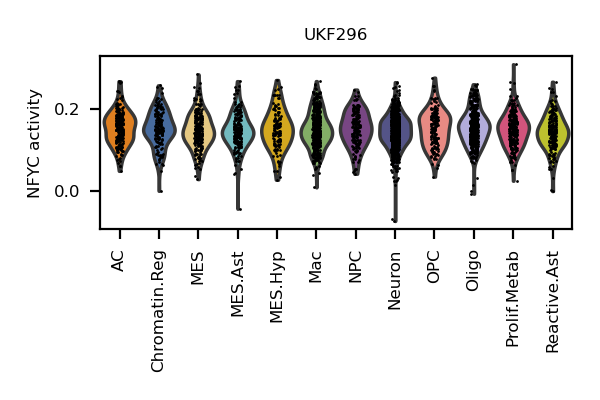 UKF296
NFYC activity
0.2
0.0
AC
Chromatin.Reg
MES
MES.Ast
MES.Hyp
Mac
NPC
Neuron
OPC
Oligo
Prolif.Metab
Reactive.Ast